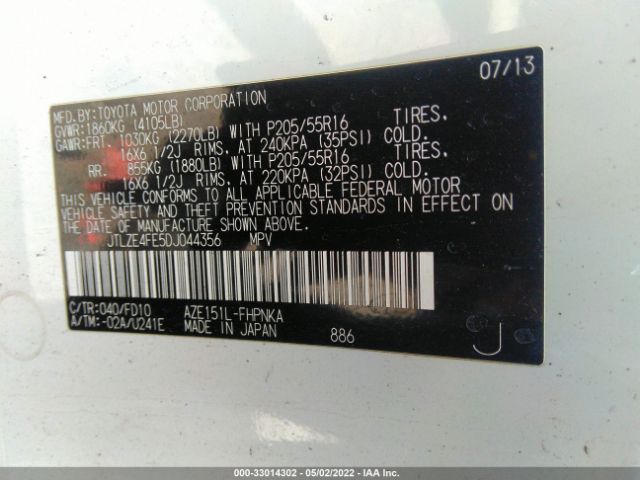 07/13
MFD.BY:TOYOTA MOTOR CORPORATION
GVWR:1860KG (4105LB)
GAWR:FRT. 1030KG (2270LB) WITH P205/55R16 TIRES,
16X6 1/2J RIMS, AT 240KPA (35PSI) COLD.
RR. 855KG (1880LB) WITH P205/55R16 TIRES,
16X6 1/2J RIMS, AT 220KPA (32PSI) COLD.
THIS VEHICLE CONFORMS TO ALL APPLICABLE FEDERAL MOTOR
VEHICLE SAFETY AND THEFT PREVENTION STANDARDS IN EFFECT ON
THE DATE OF MANUFACTURE SHOWN ABOVE.
JTLZE4FE5DJ044356 MPV
C/TR:040/FD10 AZE151L-FHPNKA
A/TM:-02A/U241E MADE IN JAPAN 886
J
000-33014302 - 05/02/2022 - IAA Inc.